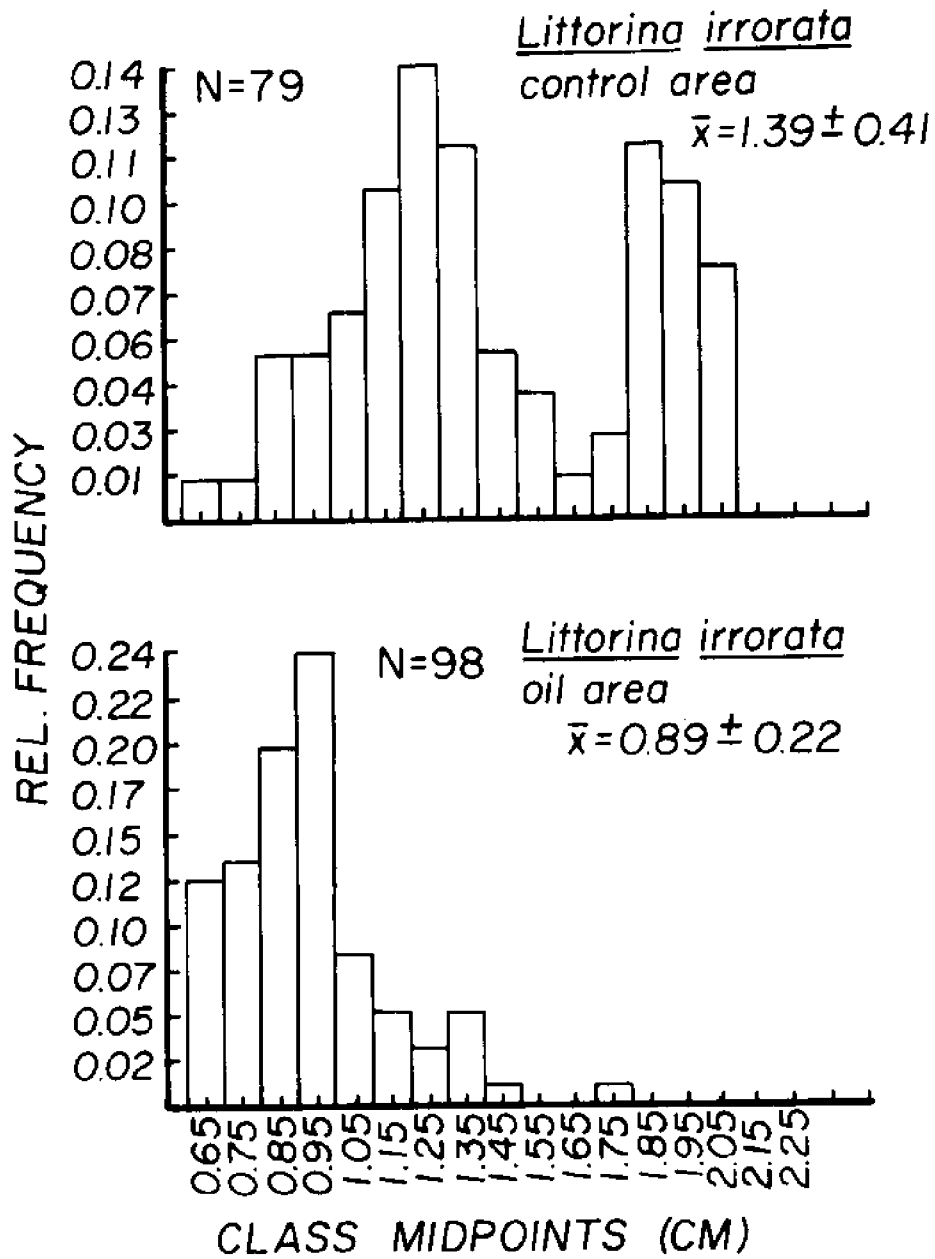 Littorina irrorata
control area
x̄=1.39±0.41
N=79
0.14
0.13
0.11
0.10
0.08
0.07
0.06
0.04
0.03
0.01
REL. FREQUENCY
Littorina irrorata
oil area
x̄=0.89±0.22
N=98
0.24
0.22
0.20
0.17
0.15
0.12
0.10
0.07
0.05
0.02
0.65 0.75 0.85 0.95 1.05 1.15 1.25 1.35 1.45 1.55 1.65 1.75 1.85 1.95 2.05 2.15 2.25
CLASS MIDPOINTS (CM)